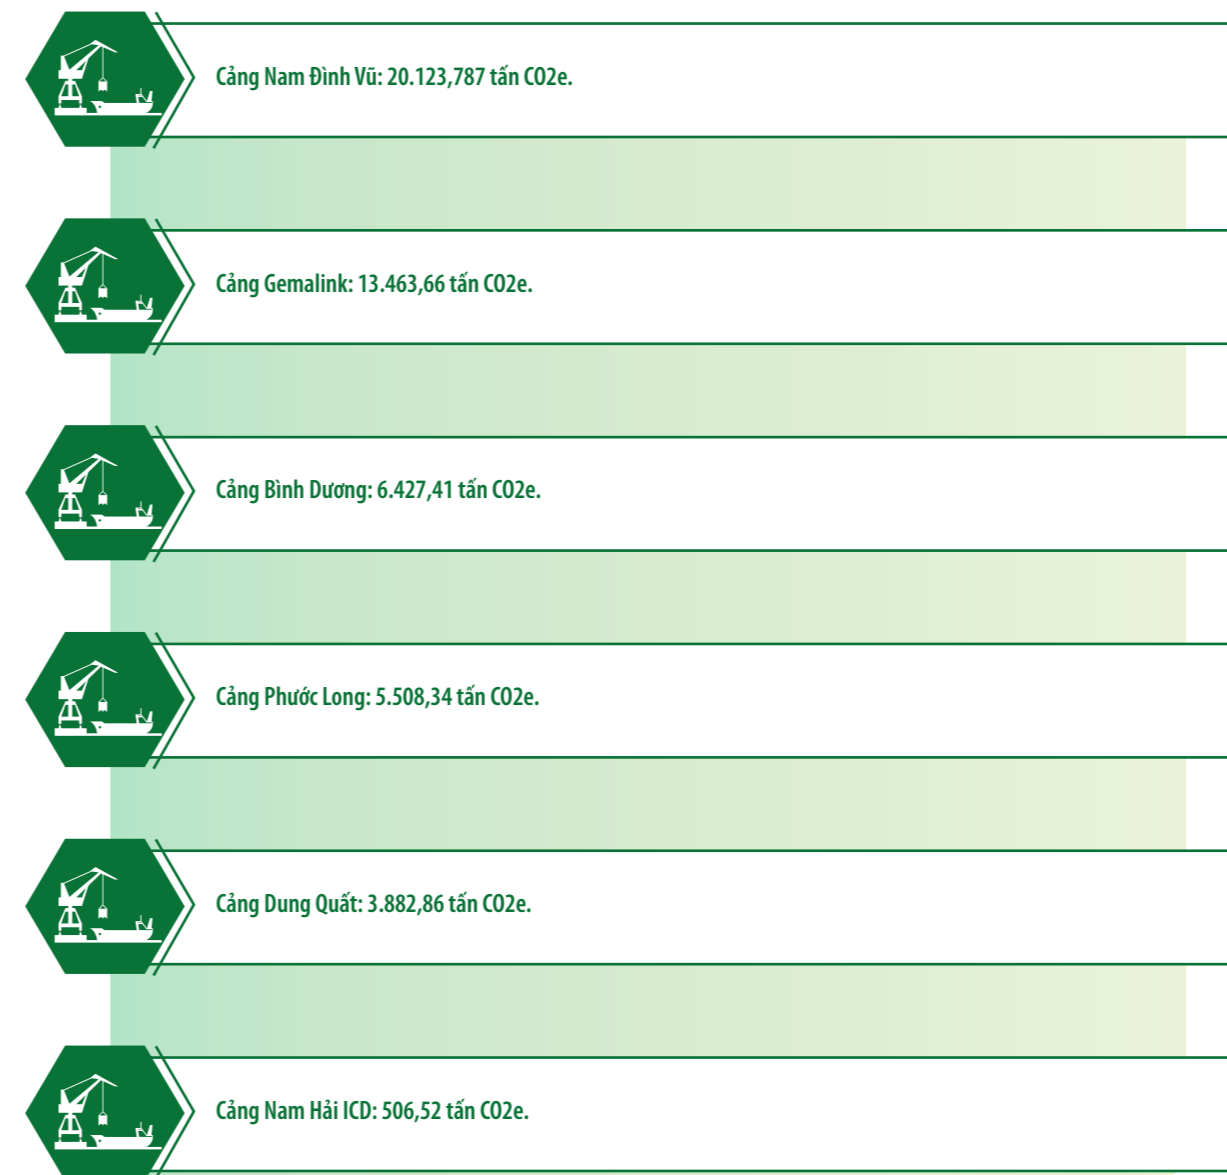 Cảng Nam Đình Vũ: 20.123,787 tấn CO2e.
Cảng Gemalink: 13.463,66 tấn CO2e.
Cảng Bình Dương: 6.427,41 tấn CO2e.
Cảng Phước Long: 5.508,34 tấn CO2e.
Cảng Dung Quất: 3.882,86 tấn CO2e.
Cảng Nam Hải ICD: 506,52 tấn CO2e.